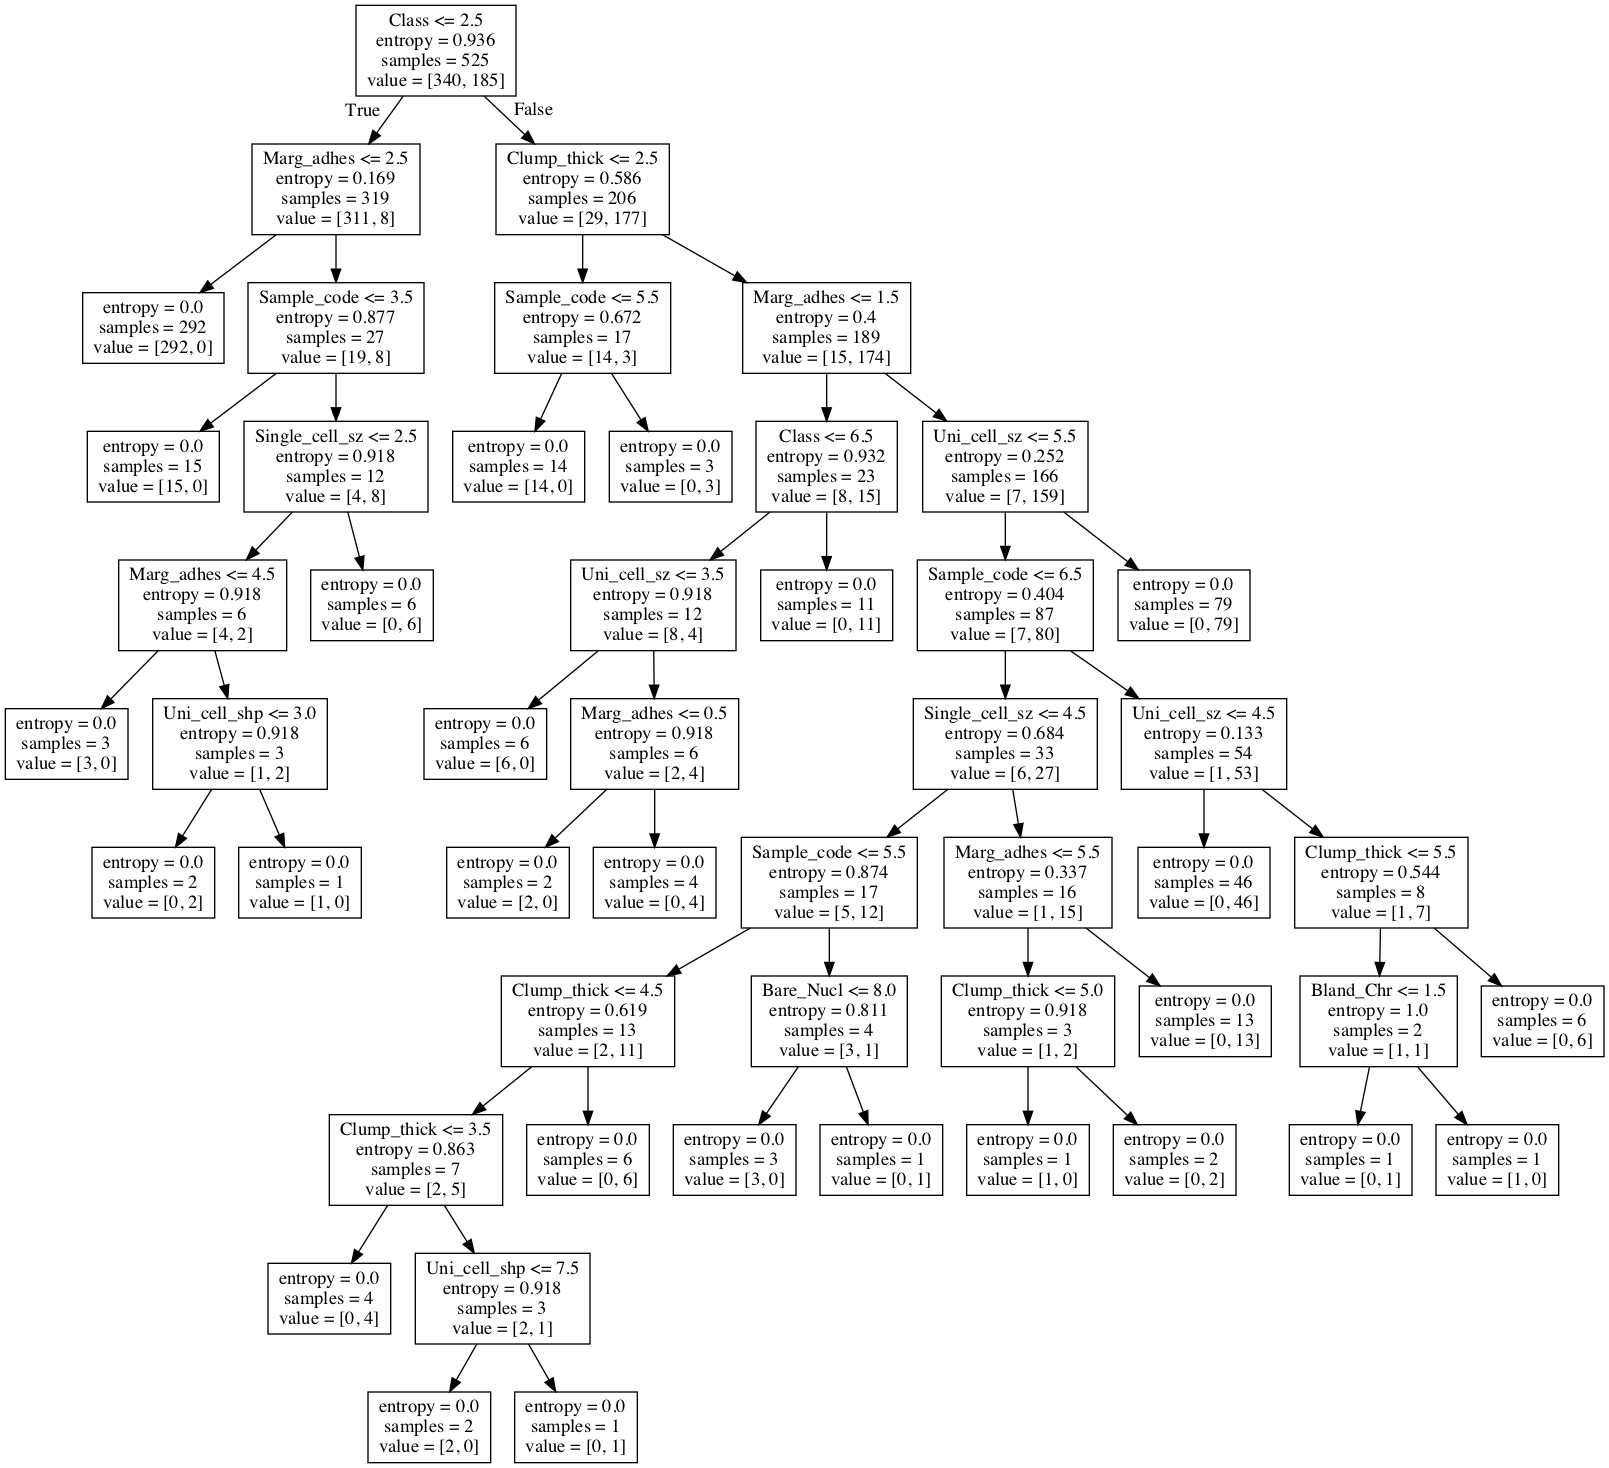 Class <= 2.5
entropy = 0.936
samples = 525
value = [340, 185]
True
False
Marg_adhes <= 2.5
entropy = 0.169
samples = 319
value = [311, 8]
Clump_thick <= 2.5
entropy = 0.586
samples = 206
value = [29, 177]
entropy = 0.0
samples = 292
value = [292, 0]
Sample_code <= 3.5
entropy = 0.877
samples = 27
value = [19, 8]
Sample_code <= 5.5
entropy = 0.672
samples = 17
value = [14, 3]
Marg_adhes <= 1.5
entropy = 0.4
samples = 189
value = [15, 174]
entropy = 0.0
samples = 15
value = [15, 0]
Single_cell_sz <= 2.5
entropy = 0.918
samples = 12
value = [4, 8]
entropy = 0.0
samples = 14
value = [14, 0]
entropy = 0.0
samples = 3
value = [0, 3]
Class <= 6.5
entropy = 0.932
samples = 23
value = [8, 15]
Uni_cell_sz <= 5.5
entropy = 0.252
samples = 166
value = [7, 159]
Marg_adhes <= 4.5
entropy = 0.918
samples = 6
value = [4, 2]
entropy = 0.0
samples = 6
value = [0, 6]
Uni_cell_sz <= 3.5
entropy = 0.918
samples = 12
value = [8, 4]
entropy = 0.0
samples = 11
value = [0, 11]
Sample_code <= 6.5
entropy = 0.404
samples = 87
value = [7, 80]
entropy = 0.0
samples = 79
value = [0, 79]
entropy = 0.0
samples = 3
value = [3, 0]
Uni_cell_shp <= 3.0
entropy = 0.918
samples = 3
value = [1, 2]
entropy = 0.0
samples = 6
value = [6, 0]
Marg_adhes <= 0.5
entropy = 0.918
samples = 6
value = [2, 4]
Single_cell_sz <= 4.5
entropy = 0.684
samples = 33
value = [6, 27]
Uni_cell_sz <= 4.5
entropy = 0.133
samples = 54
value = [1, 53]
entropy = 0.0
samples = 2
value = [0, 2]
entropy = 0.0
samples = 1
value = [1, 0]
entropy = 0.0
samples = 2
value = [2, 0]
entropy = 0.0
samples = 4
value = [0, 4]
Sample_code <= 5.5
entropy = 0.874
samples = 17
value = [5, 12]
Marg_adhes <= 5.5
entropy = 0.337
samples = 16
value = [1, 15]
entropy = 0.0
samples = 46
value = [0, 46]
Clump_thick <= 5.5
entropy = 0.544
samples = 8
value = [1, 7]
Clump_thick <= 4.5
entropy = 0.619
samples = 13
value = [2, 11]
Bare_Nucl <= 8.0
entropy = 0.811
samples = 4
value = [3, 1]
Clump_thick <= 5.0
entropy = 0.918
samples = 3
value = [1, 2]
entropy = 0.0
samples = 13
value = [0, 13]
Bland_Chr <= 1.5
entropy = 1.0
samples = 2
value = [1, 1]
entropy = 0.0
samples = 6
value = [0, 6]
Clump_thick <= 3.5
entropy = 0.863
samples = 7
value = [2, 5]
entropy = 0.0
samples = 6
value = [0, 6]
entropy = 0.0
samples = 3
value = [3, 0]
entropy = 0.0
samples = 1
value = [0, 1]
entropy = 0.0
samples = 1
value = [1, 0]
entropy = 0.0
samples = 2
value = [0, 2]
entropy = 0.0
samples = 1
value = [0, 1]
entropy = 0.0
samples = 1
value = [1, 0]
entropy = 0.0
samples = 4
value = [0, 4]
Uni_cell_shp <= 7.5
entropy = 0.918
samples = 3
value = [2, 1]
entropy = 0.0
samples = 2
value = [2, 0]
entropy = 0.0
samples = 1
value = [0, 1]